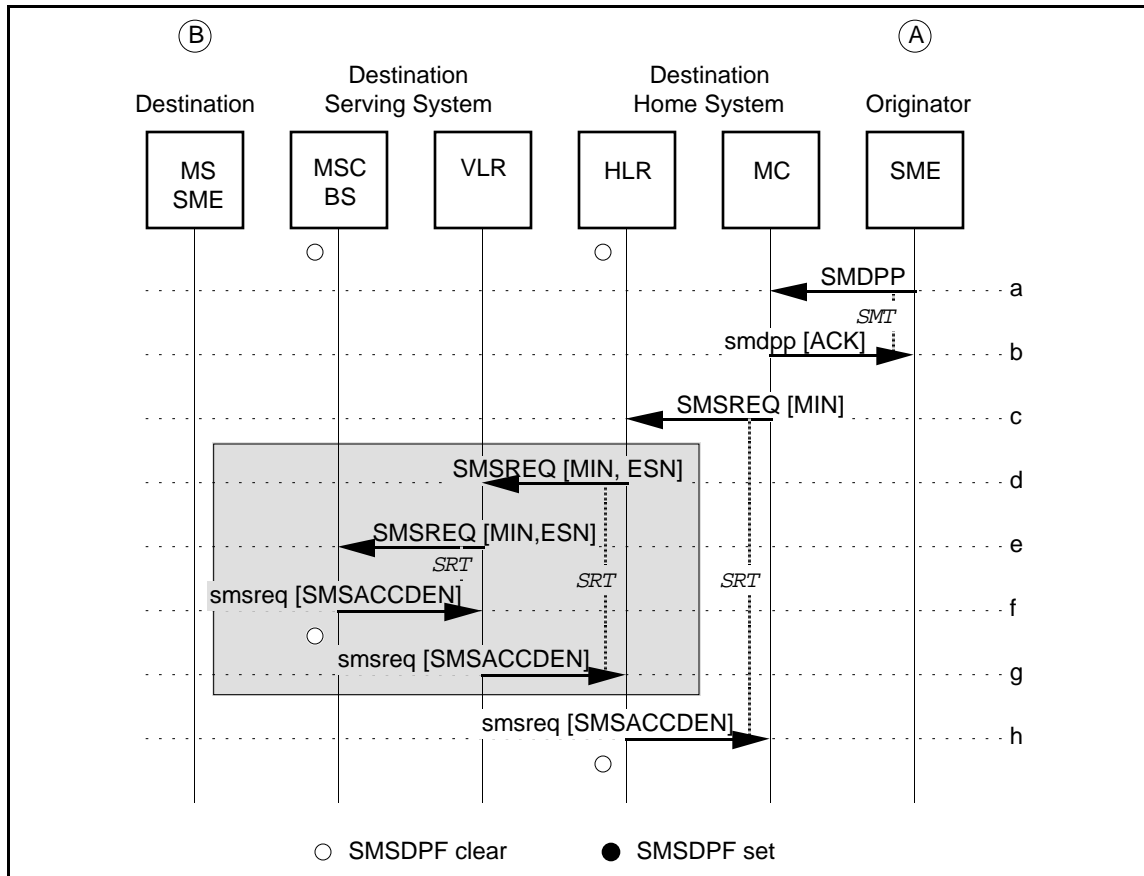 B
A
Destination
Destination
Serving System
Destination
Home System
Originator
MS
SME
MSC
BS
VLR
HLR
MC
SME
SMDPP
a
SMT
smdpp [ACK]
b
SMSREQ [MIN]
c
SMSREQ [MIN, ESN]
d
SMSREQ [MIN,ESN]
e
SRT
SRT
SRT
smsreq [SMSACCDEN]
f
smsreq [SMSACCDEN]
g
smsreq [SMSACCDEN]
h
SMSDPF clear
SMSDPF set